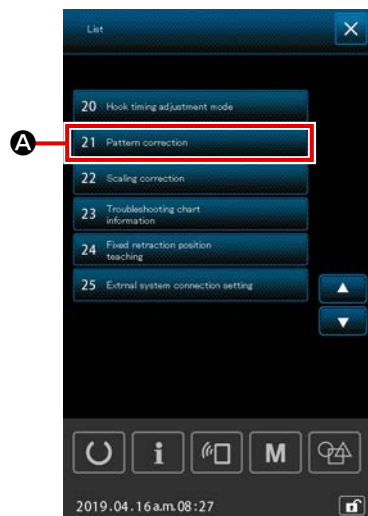 List
20 Hook timing adjustment mode
A
21 Pattern correction
22 Scaling correction
23 Troubleshooting chart
information
24 Fixed retraction position
teaching
25 Extrnal system connection setting
i
M
2019.04.16a.m.08:27